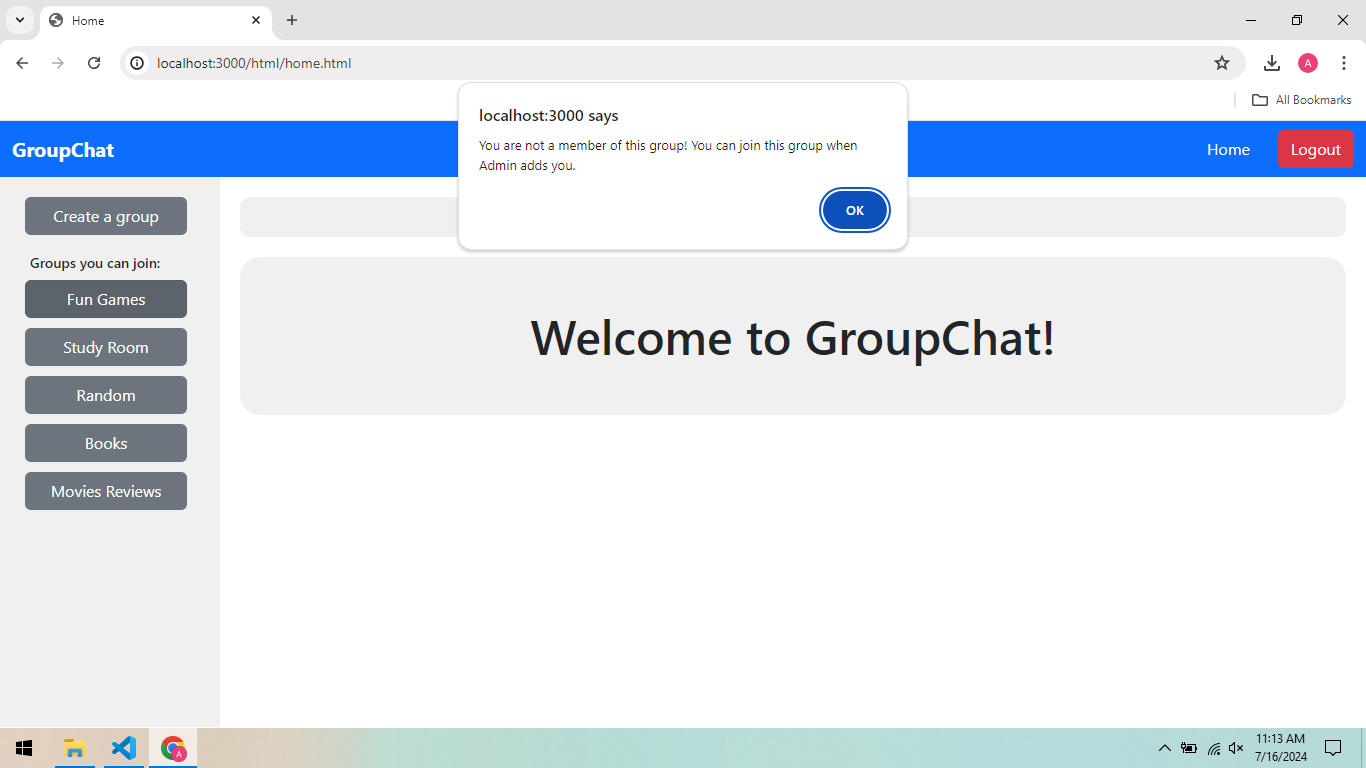 Home
localhost:3000/html/home.html
A
All Bookmarks
localhost:3000 says
You are not a member of this group! You can join this group when
Admin adds you.
OK
GroupChat
Home
Logout
Create a group
Groups you can join:
Fun Games
Study Room
Random
Books
Movies Reviews
Welcome to GroupChat!
A
11:13 AM
7/16/2024